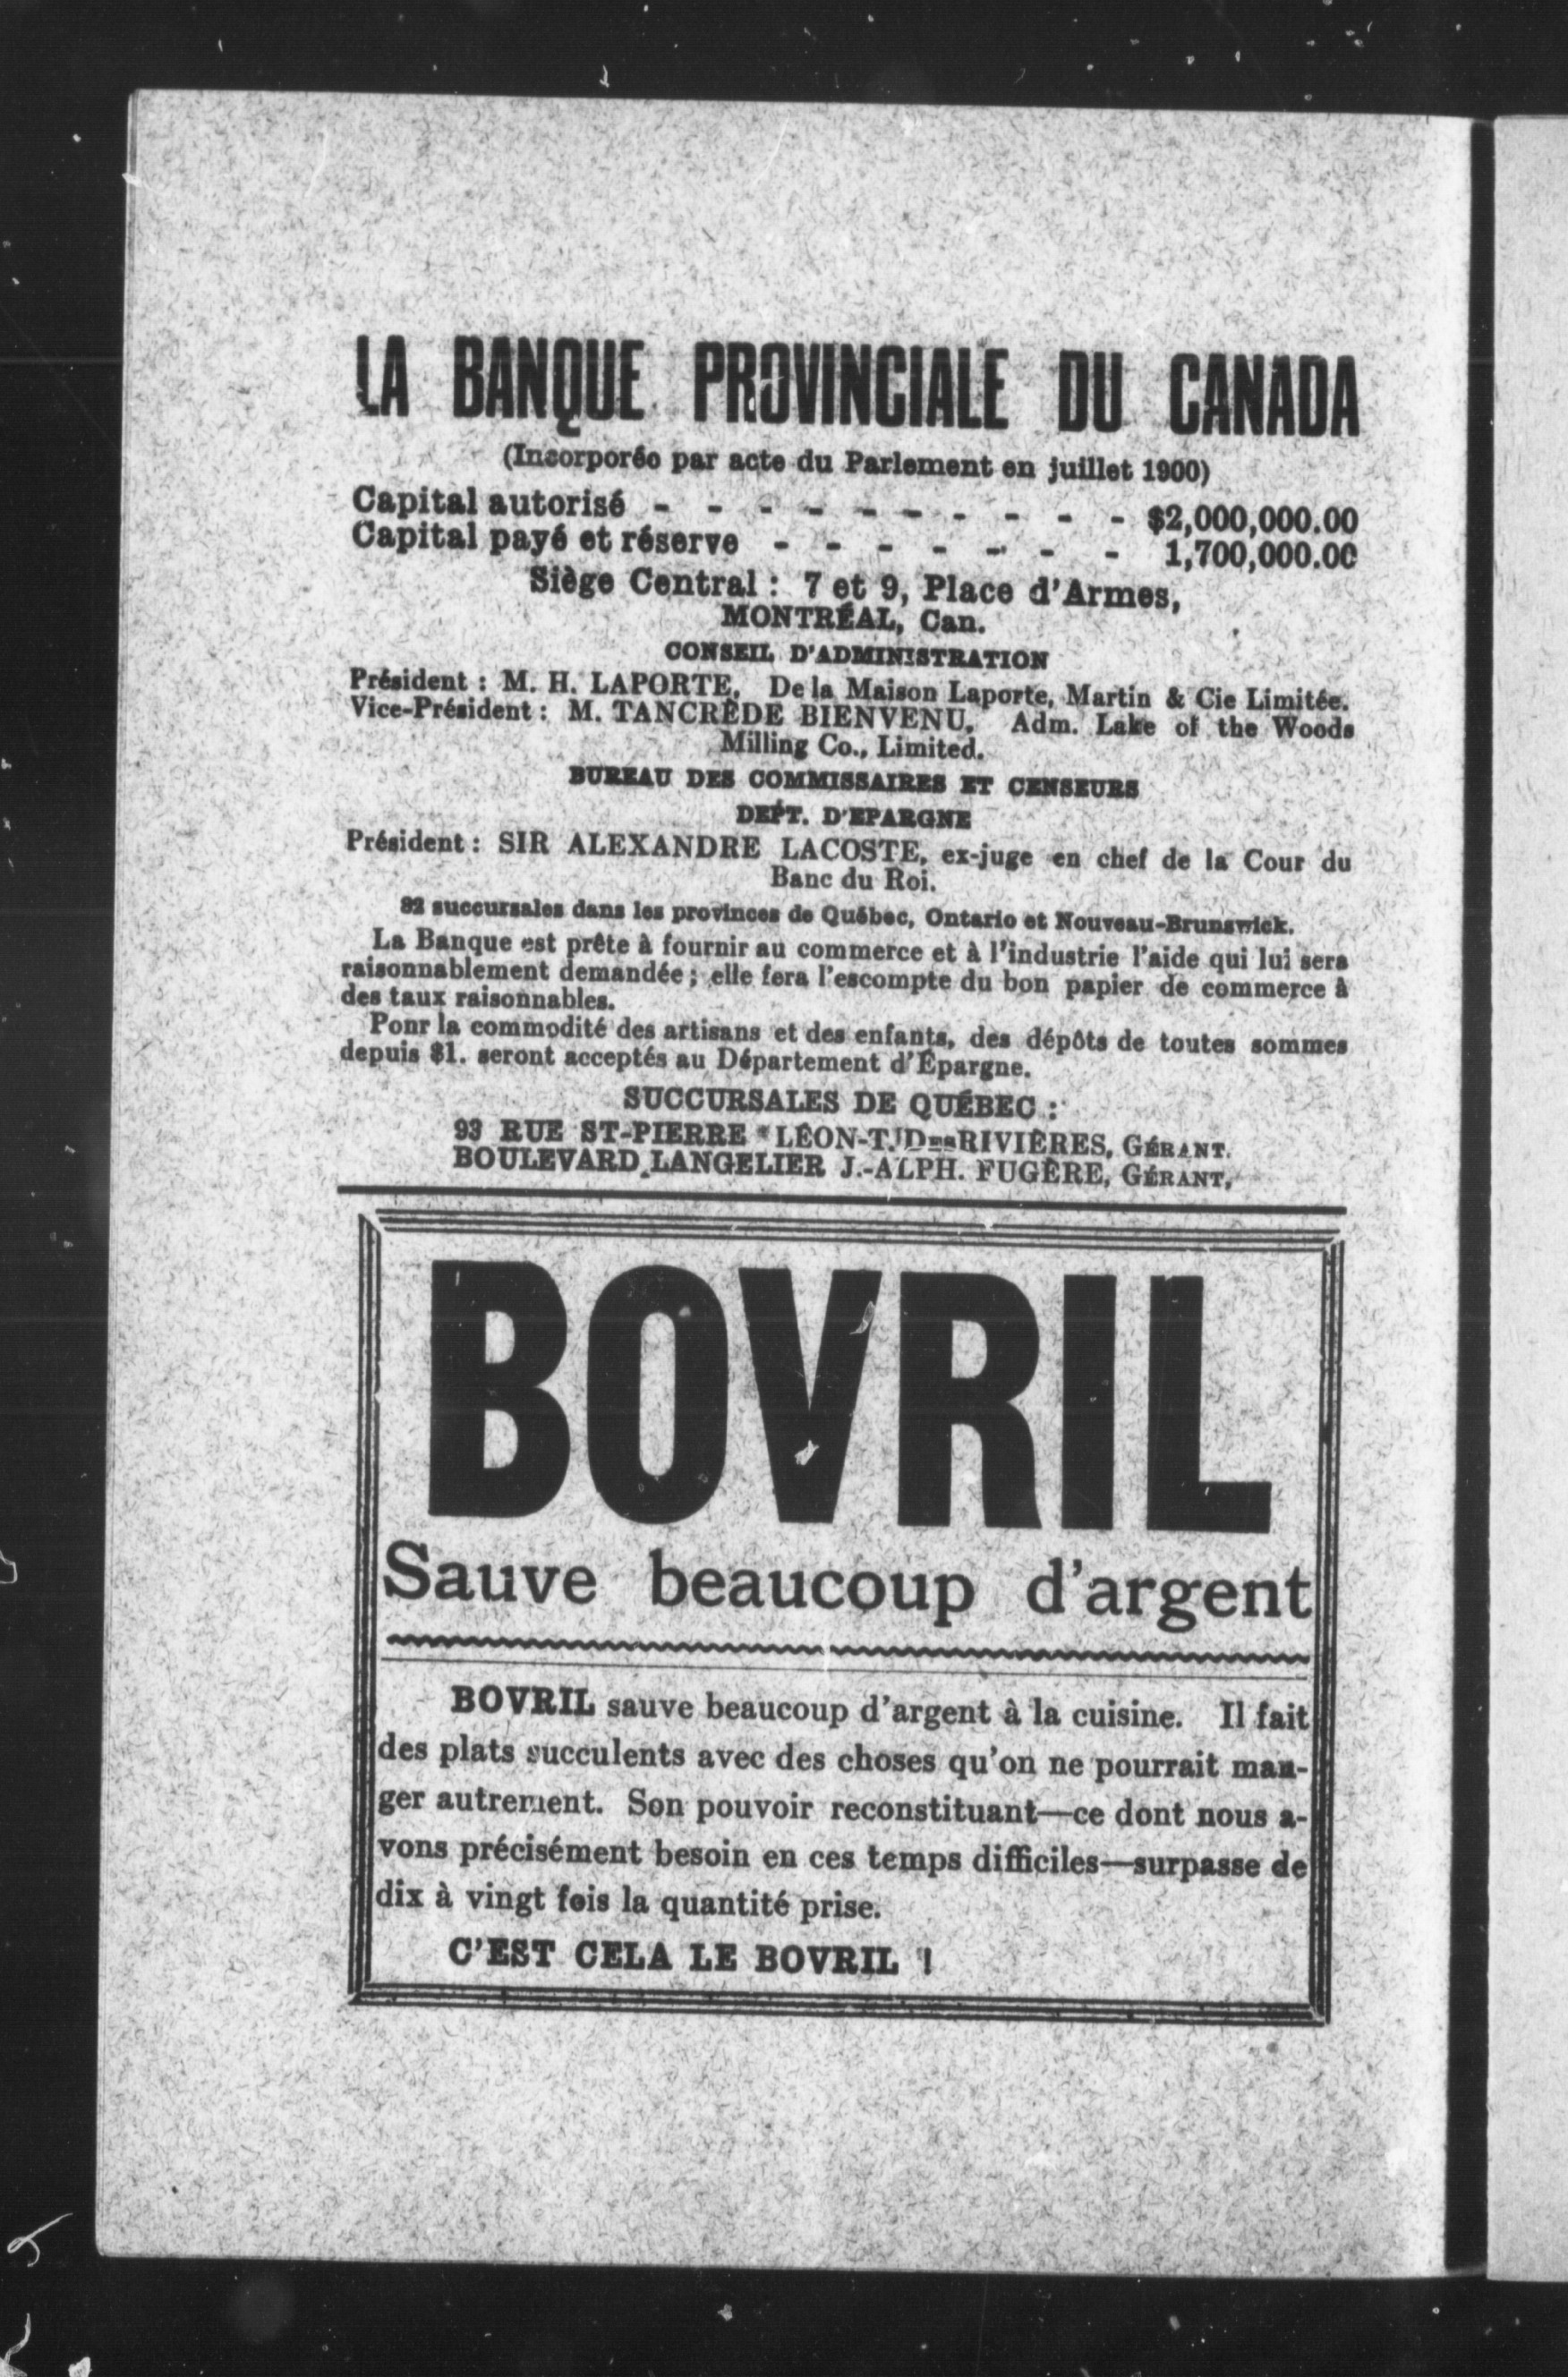 LA BANQUE PROVINCIALE DU CANADA
(Incorporée par acte du Parlement en juillet 1900)
Capital autorisé - - - - - - - - - - $2,000,000.00
Capital payé et réserve - - - - - - - 1,700,000.00
Siège Central : 7 et 9, Place d'Armes,
MONTRÉAL, Can.
CONSEIL D'ADMINISTRATION
Président : M. H. LAPORTE, De la Maison Laporte, Martin & Cie Limitée.
Vice-Président : M. TANCRÈDE BIENVENU, Adm. Lake of the Woods
Milling Co., Limited.
BUREAU DES COMMISSAIRES ET CENSEURS
DEPT. D'EPARGNE
Président : SIR ALEXANDRE LACOSTE, ex-juge en chef de la Cour du
Banc du Roi.
82 succursales dans les provinces de Québec, Ontario et Nouveau-Brunswick.
La Banque est prête à fournir au commerce et à l'industrie l'aide qui lui sera
raisonnablement demandée ; elle fera l'escompte du bon papier de commerce à
des taux raisonnables.
Ponr la commodité des artisans et des enfants, des dépôts de toutes sommes
depuis $1. seront acceptés au Département d'Épargne.
SUCCURSALES DE QUÉBEC :
93 RUE ST-PIERRE LÉON-T. DesRIVIÈRES, GÉRANT.
BOULEVARD LANGELIER J.-ALPH. FUGÈRE, GÉRANT,
BOVRIL
Sauve beaucoup d'argent
BOVRIL sauve beaucoup d'argent à la cuisine. Il fait
des plats succulents avec des choses qu'on ne pourrait man-
ger autrement. Son pouvoir reconstituant—ce dont nous a-
vons précisément besoin en ces temps difficiles—surpasse de
dix à vingt fois la quantité prise.
C'EST CELA LE BOVRIL !